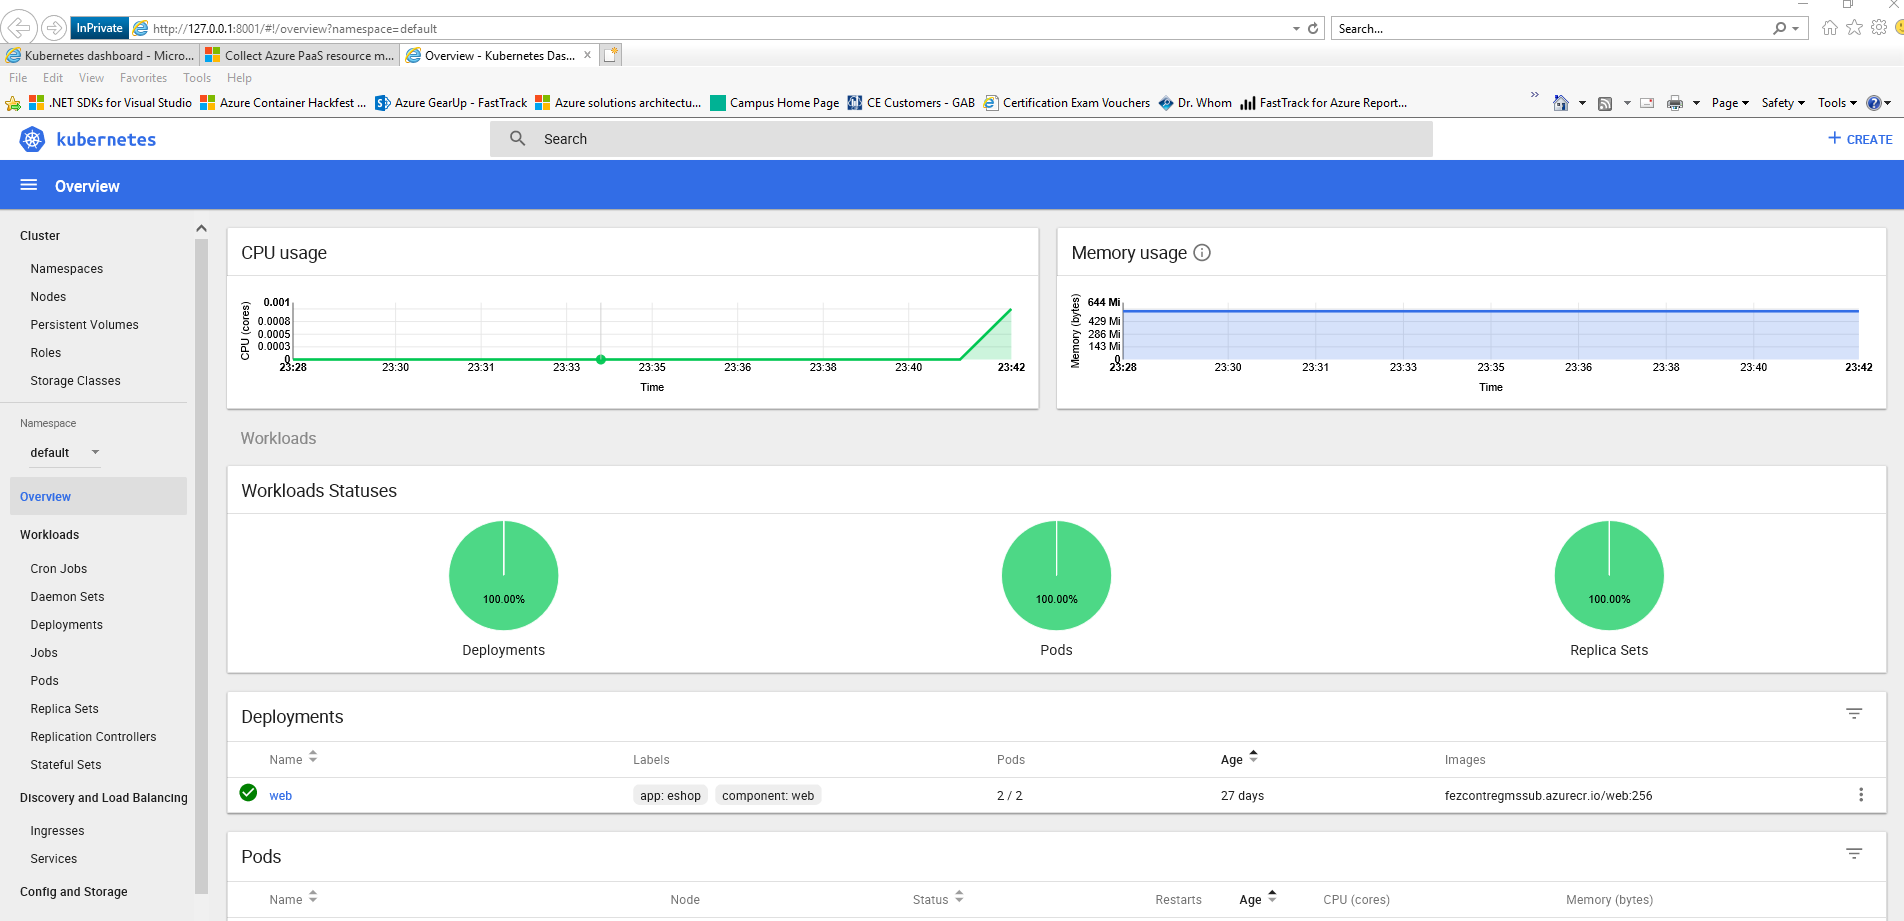 InPrivate http://127.0.0.1:8001/#!/overview?namespace=default Search...
Kubernetes dashboard - Micro... Collect Azure PaaS resource m... Overview - Kubernetes Das...
File Edit View Favorites Tools Help
.NET SDKs for Visual Studio Azure Container Hackfest ... Azure GearUp - FastTrack Azure solutions architectu... Campus Home Page CE Customers - GAB Certification Exam Vouchers Dr. Whom FastTrack for Azure Report... » Page Safety Tools
kubernetes Search + CREATE
Overview
Cluster
Namespaces
Nodes
Persistent Volumes
Roles
Storage Classes
Namespace
default
Overview
Workloads
Cron Jobs
Daemon Sets
Deployments
Jobs
Pods
Replica Sets
Replication Controllers
Stateful Sets
Discovery and Load Balancing
Ingresses
Services
Config and Storage
CPU usage
CPU (cores)
0.001
0.0008
0.0005
0.0003
0
23:28 23:30 23:31 23:33 23:35 23:36 23:38 23:40 23:42
Time
Memory usage
Memory (bytes)
644 Mi
429 Mi
286 Mi
143 Mi
0
23:28 23:30 23:31 23:33 23:35 23:36 23:38 23:40 23:42
Time
Workloads
Workloads Statuses
100.00% 100.00% 100.00%
Deployments Pods Replica Sets
Deployments
Name Labels Pods Age Images
web app: eshop component: web 2 / 2 27 days fezcontregmssub.azurecr.io/web:256
Pods
Name Node Status Restarts Age CPU (cores) Memory (bytes)